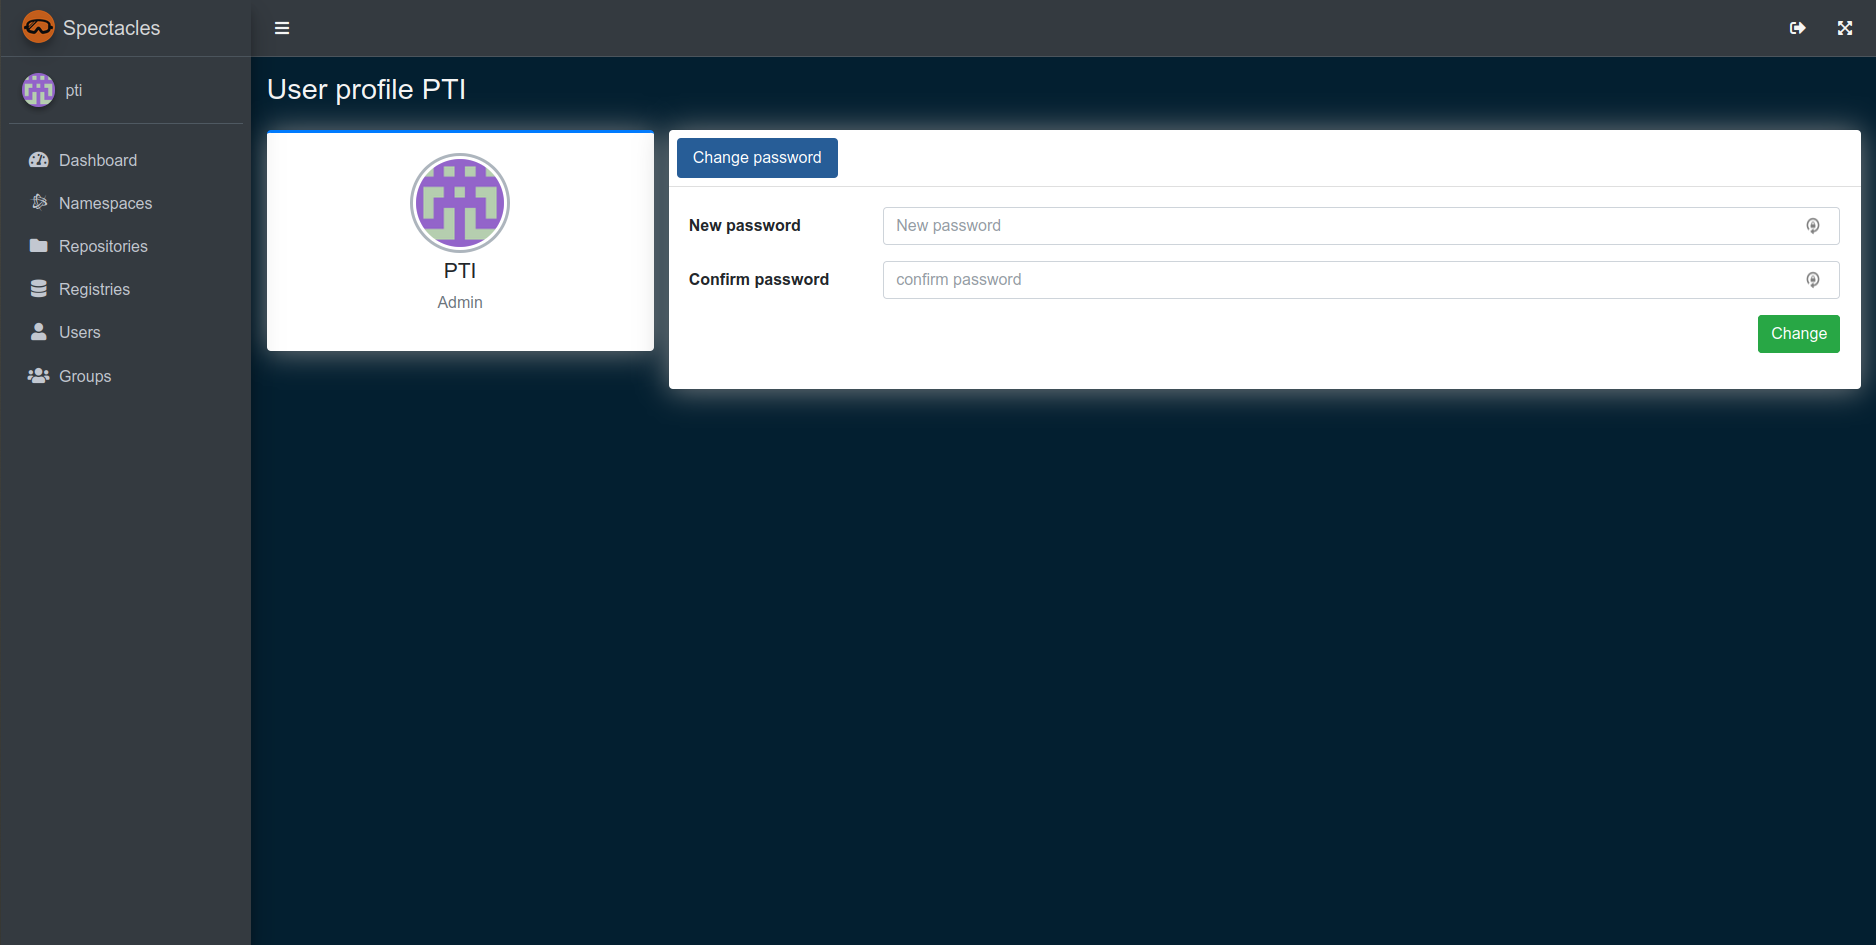 Spectacles
pti
Dashboard
Namespaces
Repositories
Registries
Users
Groups
User profile PTI
PTI
Admin
Change password
New password New password
Confirm password confirm password
Change